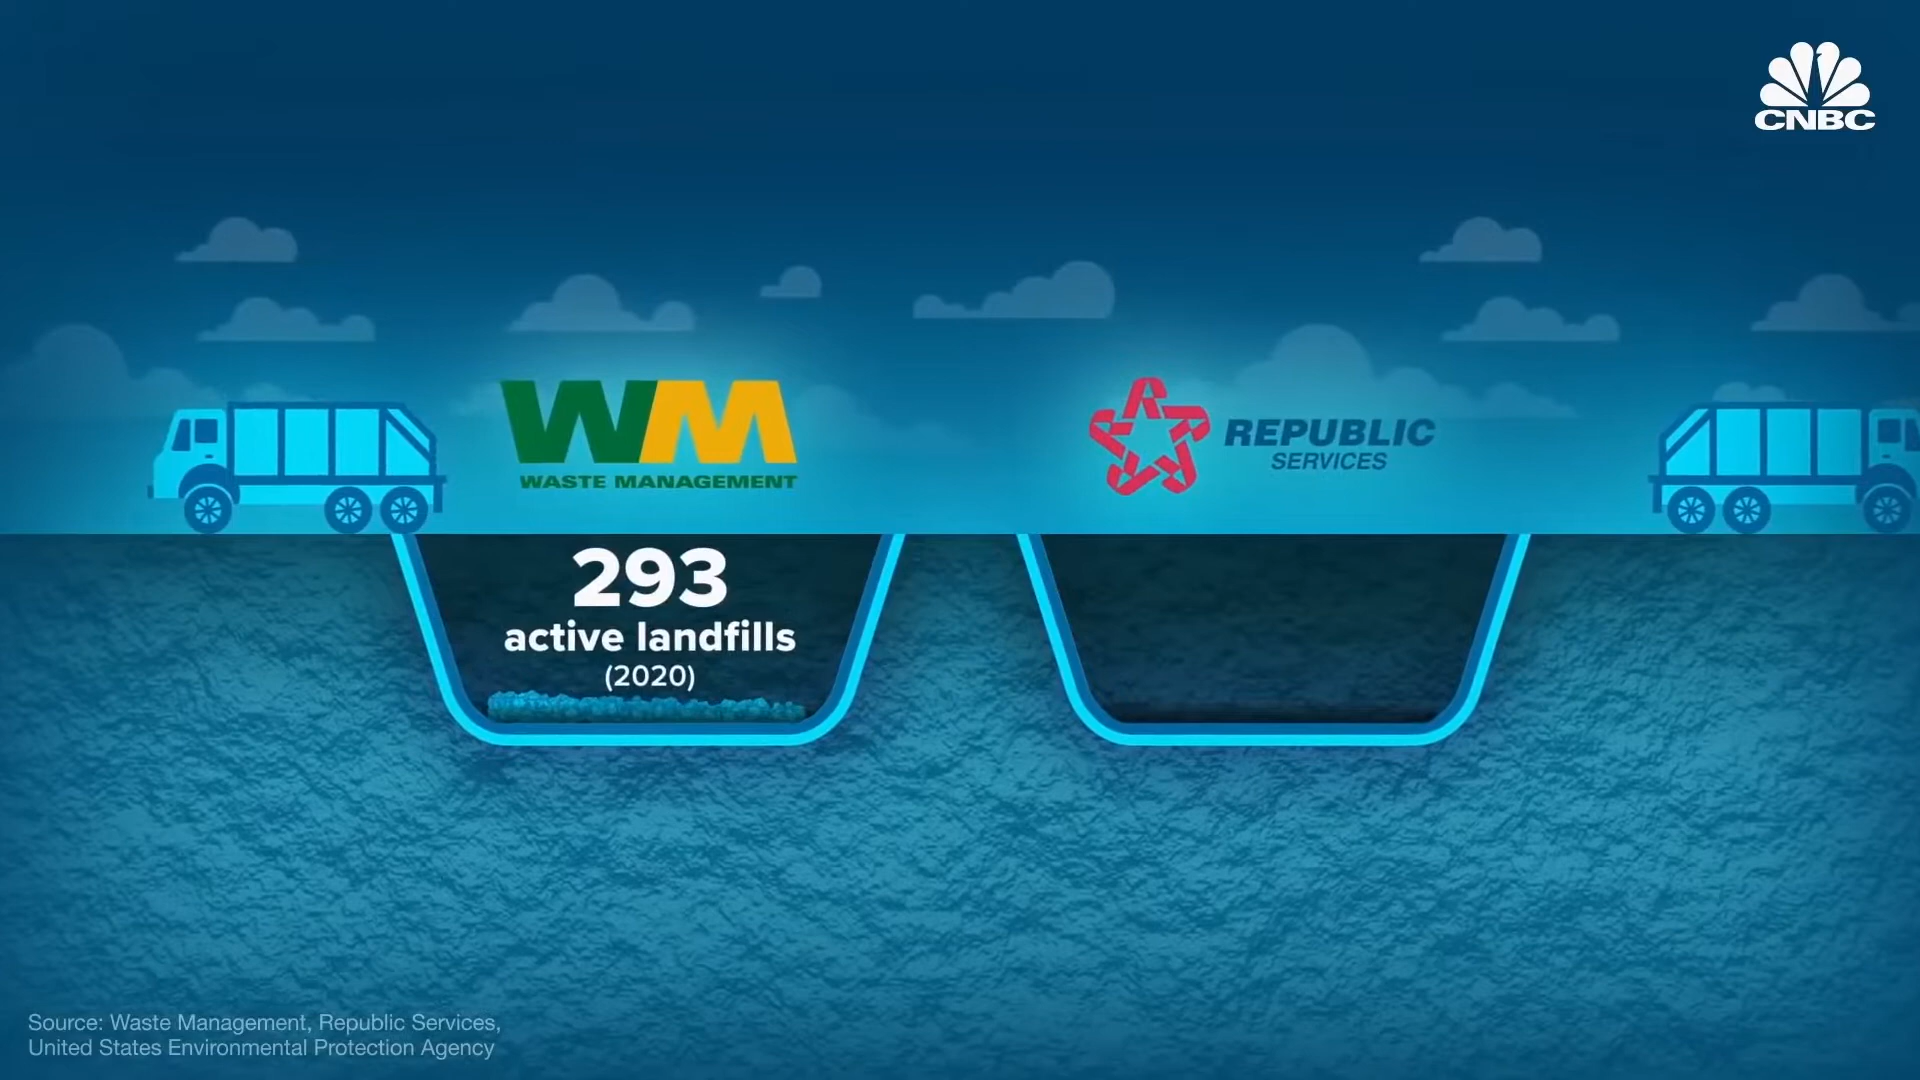 CNBC
WM
WASTE MANAGEMENT
REPUBLIC
SERVICES
293
active landfills
(2020)
Source: Waste Management, Republic Services,
United States Environmental Protection Agency